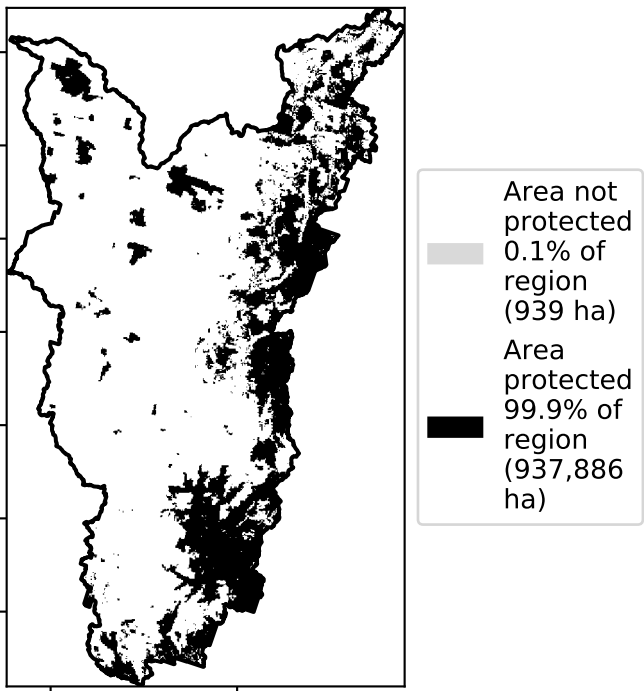 Area not
protected
0.1% of
region
(939 ha)
Area
protected
99.9% of
region
(937,886
ha)